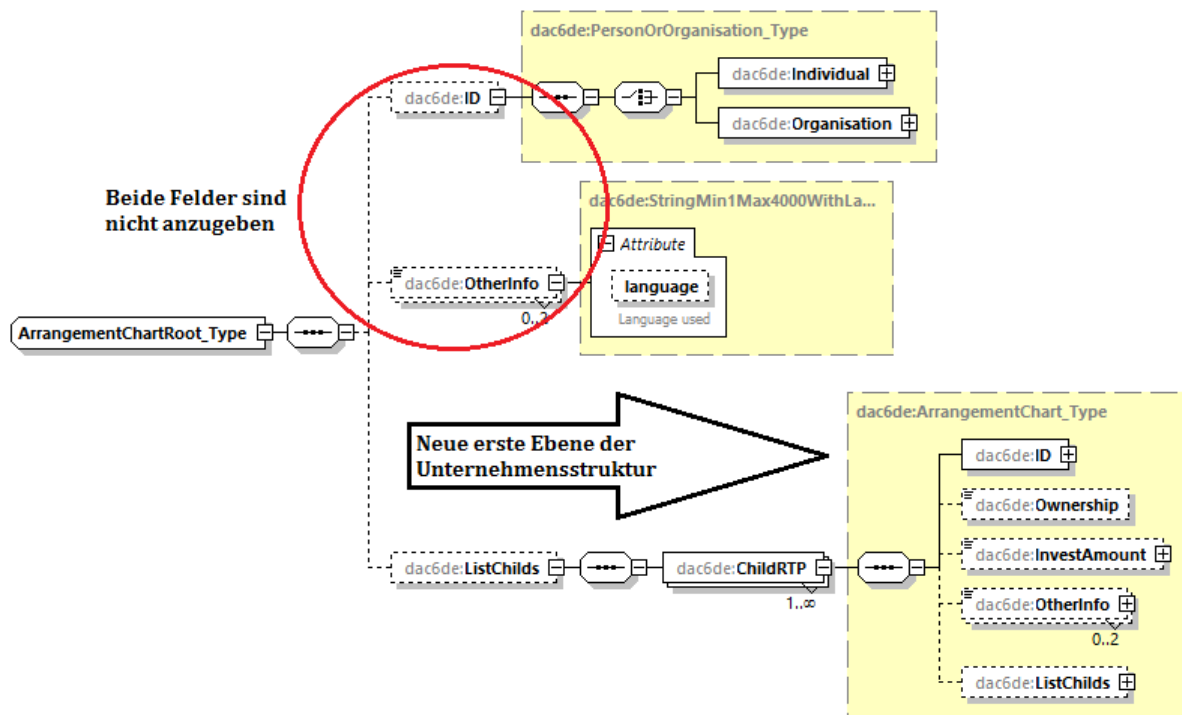 dac6de:PersonOrOrganisation_Type
dac6de:ID
dac6de:Individual
dac6de:Organisation
Beide Felder sind
nicht anzugeben
dac6de:StringMin1Max4000WithLa...
Attribute
dac6de:OtherInfo
language
0..2
Language used
ArrangementChartRoot_Type
dac6de:ArrangementChart_Type
Neue erste Ebene der
Unternehmensstruktur
dac6de:ID
dac6de:Ownership
dac6de:InvestAmount
dac6de:ListChilds
dac6de:ChildRTP
1..∞
dac6de:OtherInfo
0..2
dac6de:ListChilds